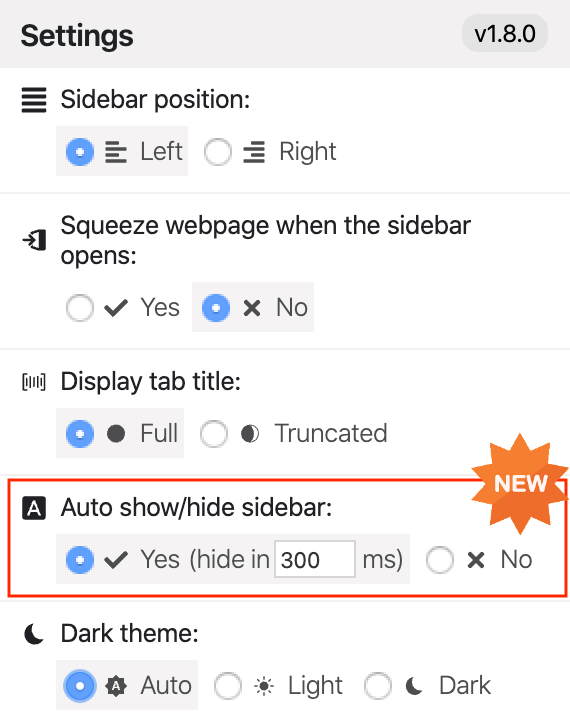 Settings
v1.8.0
Sidebar position:
Left
Right
Squeeze webpage when the sidebar
opens:
Yes
No
Display tab title:
Full
Truncated
NEW
A
Auto show/hide sidebar:
Yes (hide in 300 ms)
No
Dark theme:
A
Auto
Light
Dark